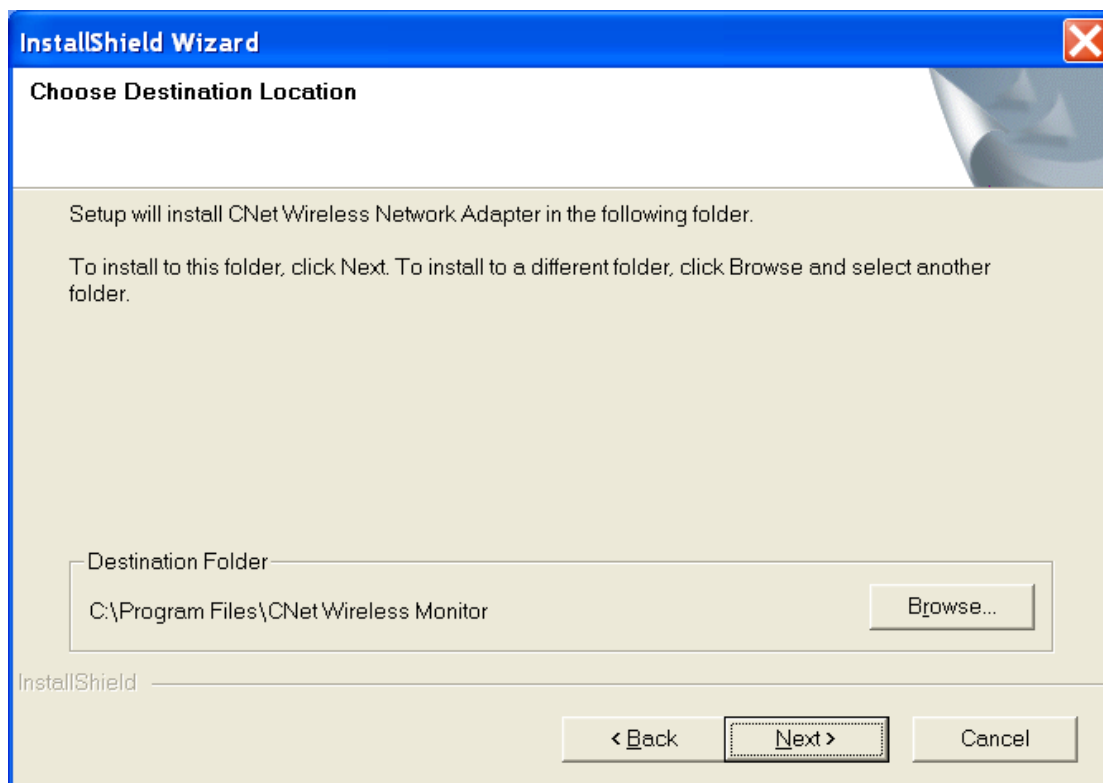 InstallShield Wizard
Choose Destination Location
Setup will install CNet Wireless Network Adapter in the following folder.
To install to this folder, click Next. To install to a different folder, click Browse and select another
folder.
Destination Folder
C:\Program Files\CNet Wireless Monitor
Browse...
InstallShield
< Back
Next >
Cancel